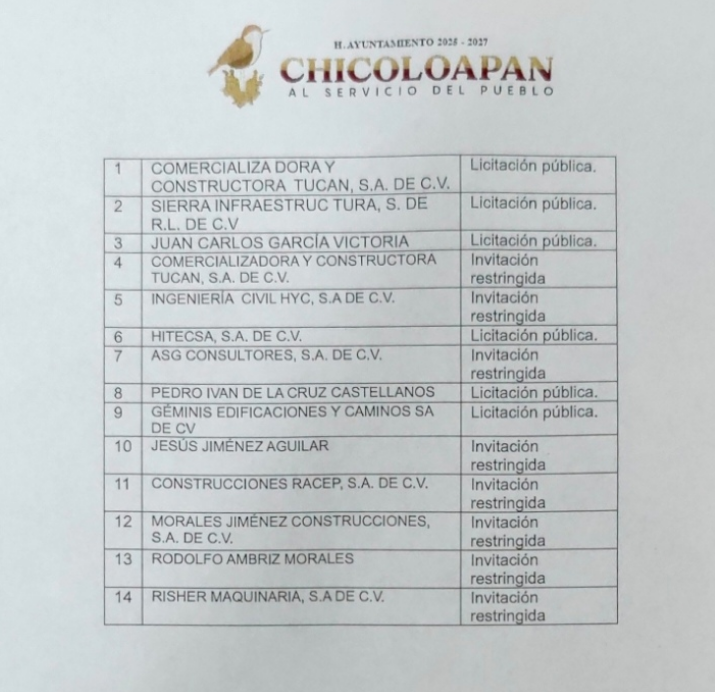 H. AYUNTAMIENTO 2025 - 2027
CHICOLOAPAN
AL SERVICIO DEL PUEBLO
1 COMERCIALIZA DORA Y Licitación pública.
CONSTRUCTORA TUCAN, S.A. DE C.V.
2 SIERRA INFRAESTRUC TURA, S. DE Licitación pública.
R.L. DE C.V
3 JUAN CARLOS GARCÍA VICTORIA Licitación pública.
4 COMERCIALIZADORA Y CONSTRUCTORA Invitación
TUCAN, S.A. DE C.V. restringida
5 INGENIERÍA CIVIL HYC, S.A DE C.V. Invitación
restringida
6 HITECSA, S.A. DE C.V. Licitación pública.
7 ASG CONSULTORES, S.A. DE C.V. Invitación
restringida
8 PEDRO IVAN DE LA CRUZ CASTELLANOS Licitación pública.
9 GÉMINIS EDIFICACIONES Y CAMINOS SA Licitación pública.
DE CV
10 JESÚS JIMÉNEZ AGUILAR Invitación
restringida
11 CONSTRUCCIONES RACEP, S.A. DE C.V. Invitación
restringida
12 MORALES JIMÉNEZ CONSTRUCCIONES, Invitación
S.A. DE C.V. restringida
13 RODOLFO AMBRIZ MORALES Invitación
restringida
14 RISHER MAQUINARIA, S.A DE C.V. Invitación
restringida